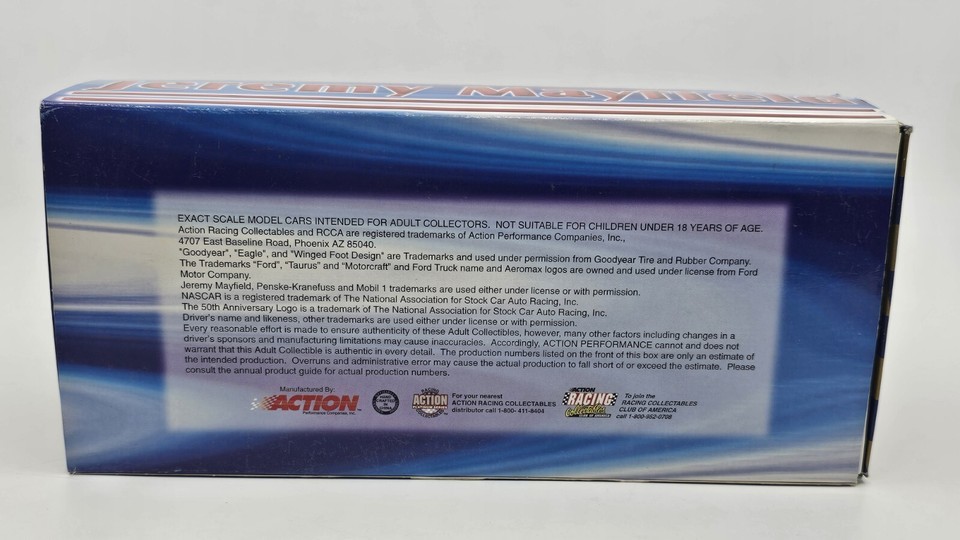 Jeremy Mayfield
EXACT SCALE MODEL CARS INTENDED FOR ADULT COLLECTORS. NOT SUITABLE FOR CHILDREN UNDER 18 YEARS OF AGE.
Action Racing Collectables and RCCA are registered trademarks of Action Performance Companies, Inc.,
4707 East Baseline Road, Phoenix AZ 85040.
"Goodyear", "Eagle", and "Winged Foot Design" are Trademarks and used under permission from Goodyear Tire and Rubber Company.
The Trademarks "Ford", "Taurus" and "Motorcraft" and Ford Truck name and Aeromax logos are owned and used under license from Ford
Motor Company.
Jeremy Mayfield, Penske-Kranefuss and Mobil 1 trademarks are used either under license or with permission.
NASCAR is a registered trademark of The National Association for Stock Car Auto Racing, Inc.
The 50th Anniversary Logo is a trademark of The National Association for Stock Car Auto Racing, Inc.
Driver's name and likeness, other trademarks are used either under license or with permission.
Every reasonable effort is made to ensure authenticity of these Adult Collectibles, however, many other factors including changes in a
driver's sponsors and manufacturing limitations may cause inaccuracies. Accordingly, ACTION PERFORMANCE cannot and does not
warrant that this Adult Collectible is authentic in every detail. The production numbers listed on the front of this box are only an estimate of
the intended production. Overruns and administrative error may cause the actual production to fall short of or exceed the estimate. Please
consult the annual product guide for actual production numbers.
Manufactured By:
ACTION
Performance Companies, Inc.
HAND CRAFTED IN CHINA
RACING
ACTION
For your nearest
ACTION RACING COLLECTABLES
distributor call 1-800- 411-8404
ACTION
RACING
Collectables
CLUB OF AMERICA
To join the
RACING COLLECTABLES
CLUB OF AMERICA
call 1-800-952-0708